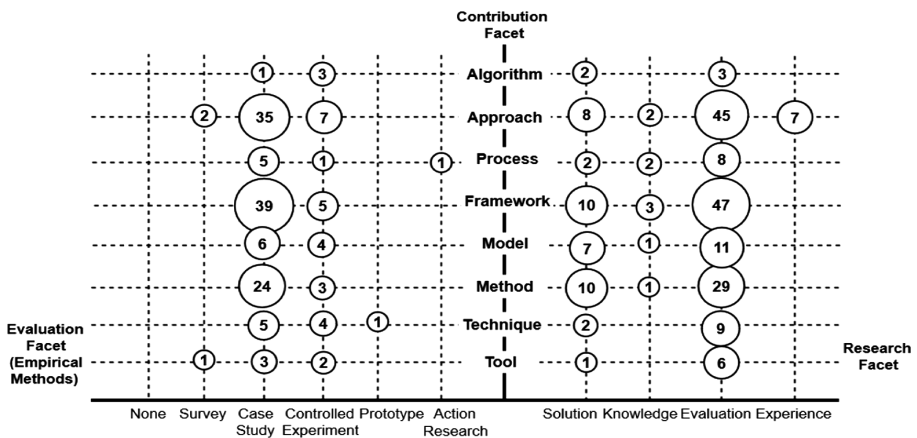 Contribution
Facet
1 3 Algorithm 2 3
2 35 7 Approach 8 2 45 7
5 1 1 Process 2 2 8
39 5 Framework 10 3 47
6 4 Model 7 1 11
24 3 Method 10 1 29
5 4 1 Technique 2 9
1 3 2 Tool 1 6
Evaluation
Facet
(Empirical
Methods)
Research
Facet
None Survey Case Controlled Prototype Action Solution Knowledge Evaluation Experience
Study Experiment Research